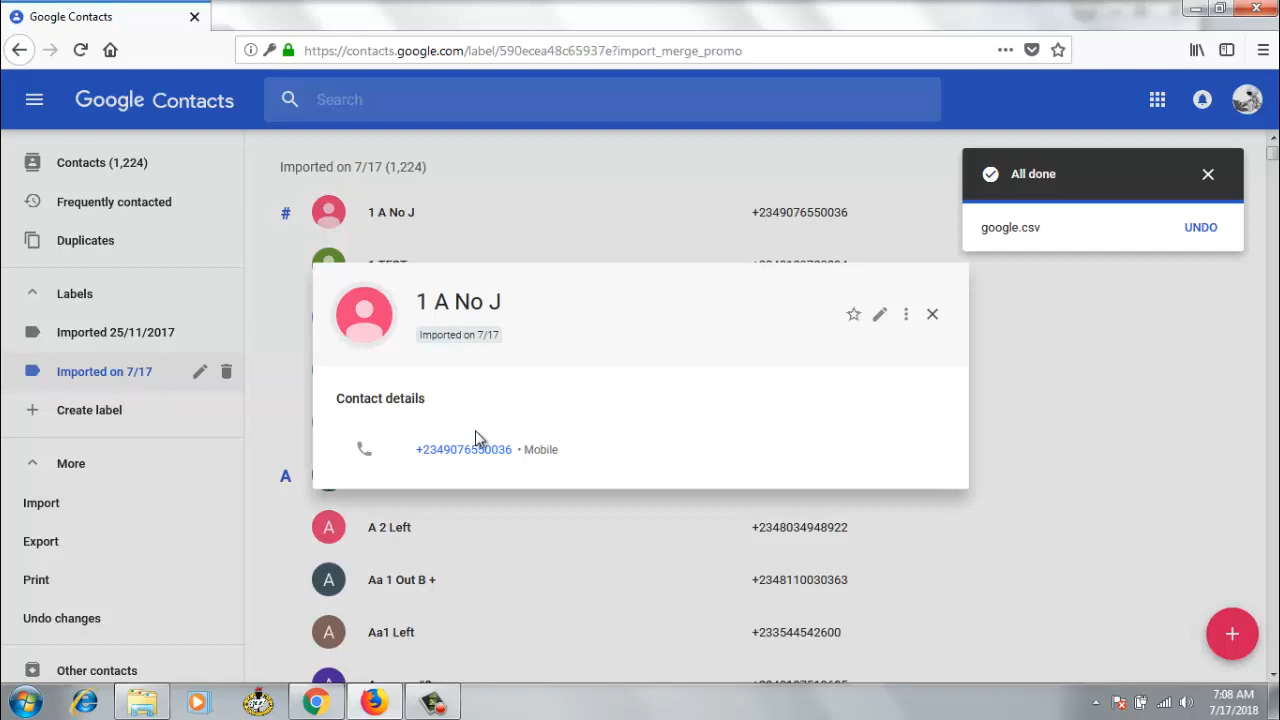 Google Contacts
https://contacts.google.com/label/590ecea48c65937e?import_merge_promo
Google Contacts
Search
Contacts (1,224)
Frequently contacted
Duplicates
Labels
Imported 25/11/2017
Imported on 7/17
Create label
More
Import
Export
Print
Undo changes
Other contacts
Imported on 7/17 (1,224)
#
1 A No J +2349076550036
All done
google.csv UNDO
1 A No J
Imported on 7/17
Contact details
+2349076550036 • Mobile
A
A A 2 Left +2348034948922
A Aa 1 Out B + +2348110030363
A Aa1 Left +233544542600
7:08 AM
7/17/2018